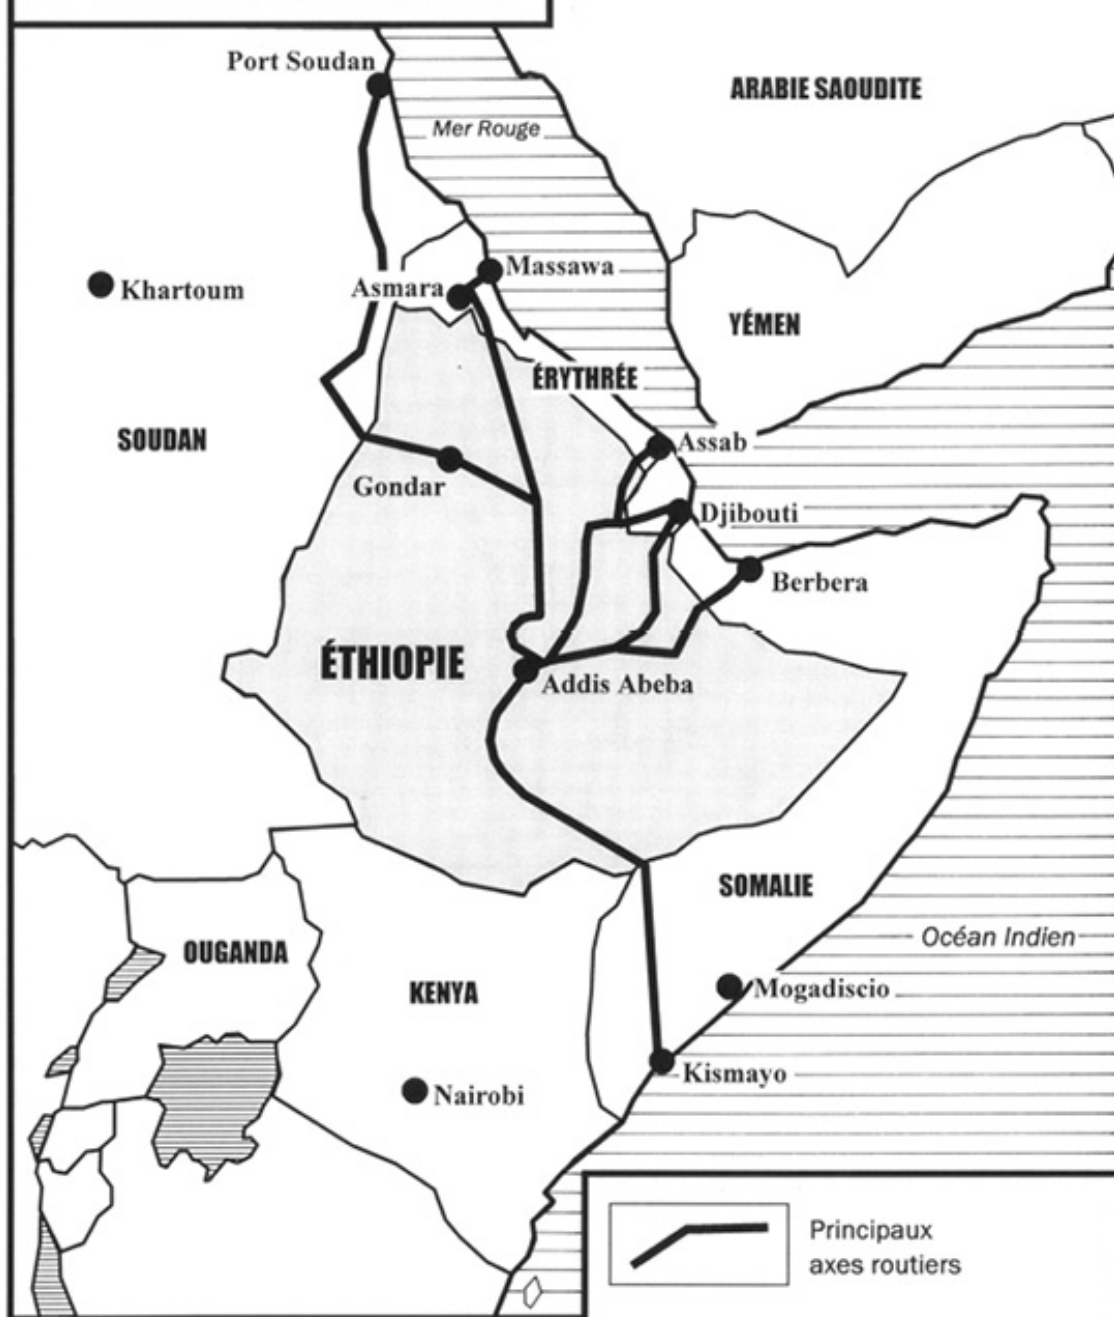 Port Soudan
ARABIE SAOUDITE
Mer Rouge
Massawa
Khartoum
Asmara
YÉMEN
ÉRYTHRÉE
SOUDAN
Assab
Gondar
Djibouti
Berbera
ÉTHIOPIE
Addis Abeba
SOMALIE
Océan Indien
OUGANDA
KENYA
Mogadiscio
Kismayo
Nairobi
Principaux
axes routiers